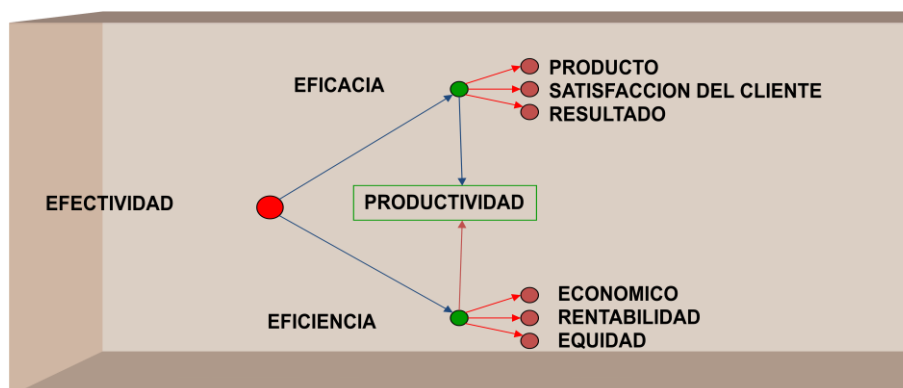 EFICACIA
PRODUCTO
SATISFACCION DEL CLIENTE
RESULTADO
EFECTIVIDAD
PRODUCTIVIDAD
EFICIENCIA
ECONOMICO
RENTABILIDAD
EQUIDAD